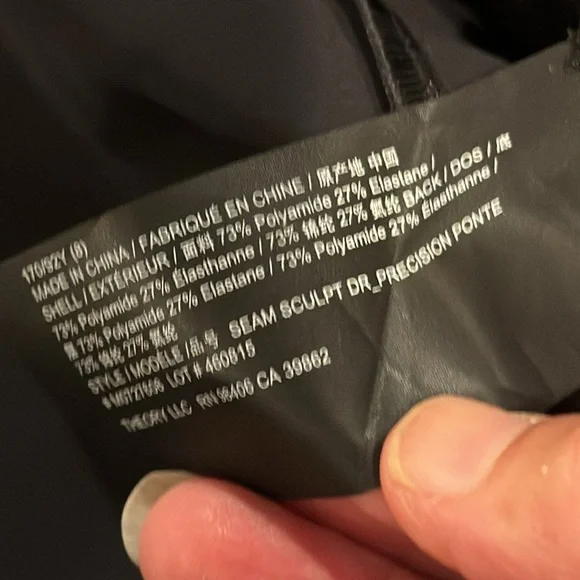 170/92Y (8)
MADE IN CHINA / FABRIQUÉ EN CHINE / 原产地 中国
SHELL / EXTÉRIEUR / 面料 73% Polyamide 27% Elastane /
73% Polyamide 27% Élasthanne / 73% 锦纶 27% 氨纶 BACK / DOS / 底
73% Polyamide 27% Elastane / 73% Polyamide 27% Élasthanne /
73% 锦纶 27% 氨纶
STYLE / MODÈLE / 品号 SEAM SCULPT DR_PRECISION PONTE
LOT # 460815
THEORY LLC RN 96406 CA 39862